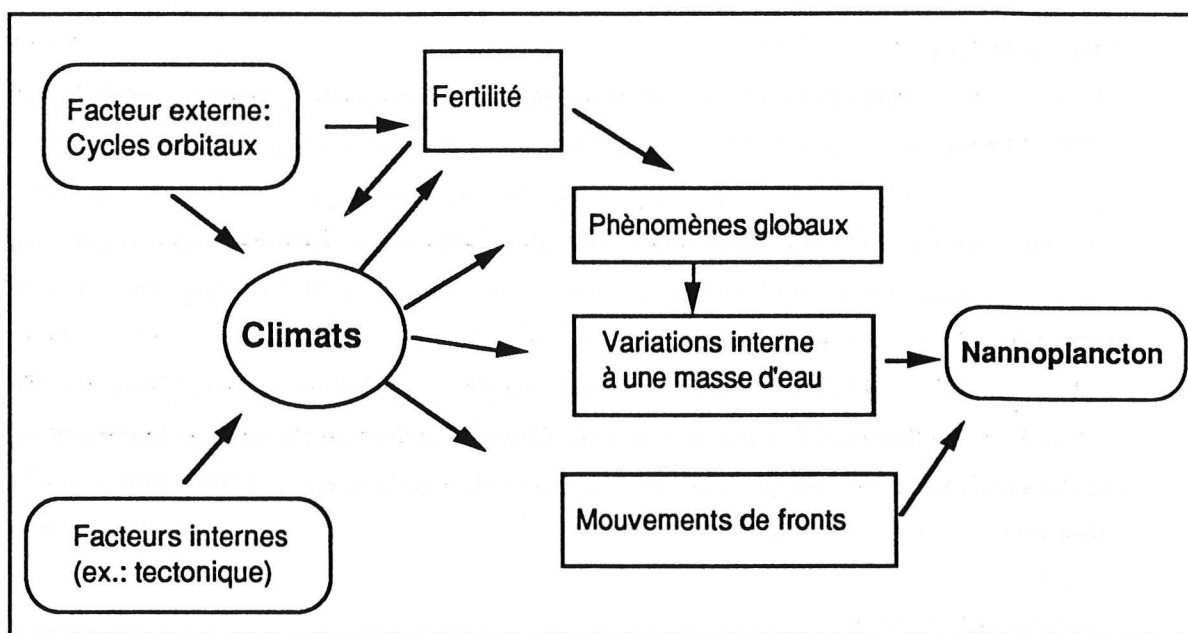 Facteur externe:
Cycles orbitaux
Fertilité
Phènomènes globaux
Climats
Variations interne
à une masse d'eau
Nannoplancton
Mouvements de fronts
Facteurs internes
(ex.: tectonique)